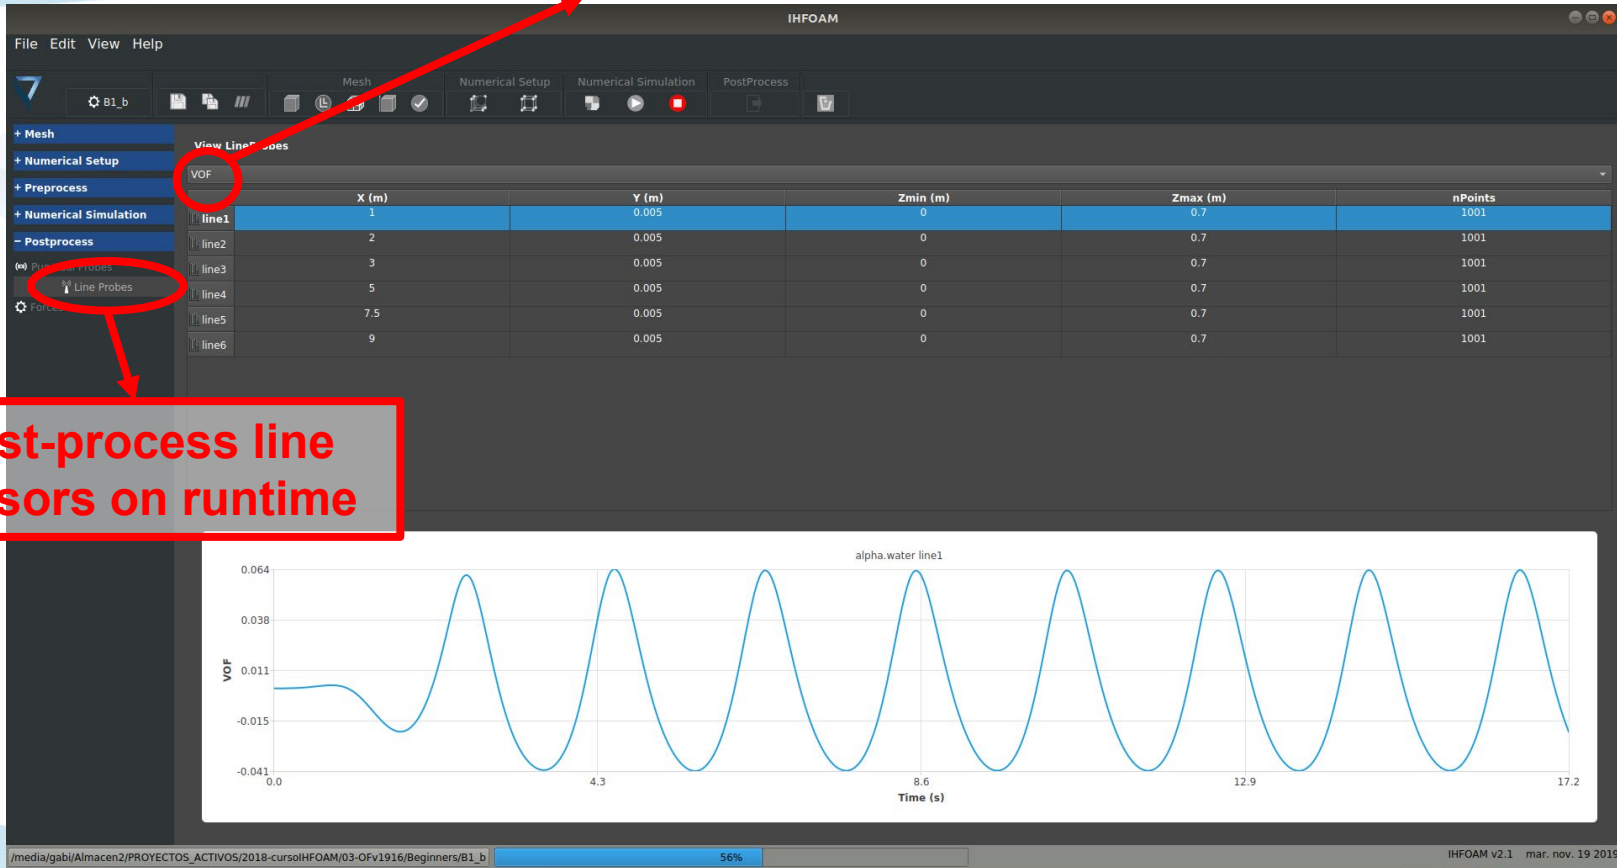 IHFOAM
File Edit View Help
Mesh Numerical Setup Numerical Simulation PostProcess
B1_b
+ Mesh
+ Numerical Setup
+ Preprocess
+ Numerical Simulation
− Postprocess
Probes
Line Probes
View
VOF
X (m) Y (m) Zmin (m) Zmax (m) nPoints
line1 1 0.005 0 0.7 1001
line2 2 0.005 0 0.7 1001
line3 3 0.005 0 0.7 1001
line4 5 0.005 0 0.7 1001
line5 7.5 0.005 0 0.7 1001
line6 9 0.005 0 0.7 1001
st-process line
sors on runtime
alpha.water line1
0.064
0.038
0.011
-0.015
-0.041
VOF
0.0 4.3 8.6 12.9 17.2
Time (s)
/media/gabi/Almacen2/PROYECTOS_ACTIVOS/2018-cursoIHFOAM/03-OFv1916/Beginners/B1_b 56% IHFOAM v2.1 mar. nov. 19 2019